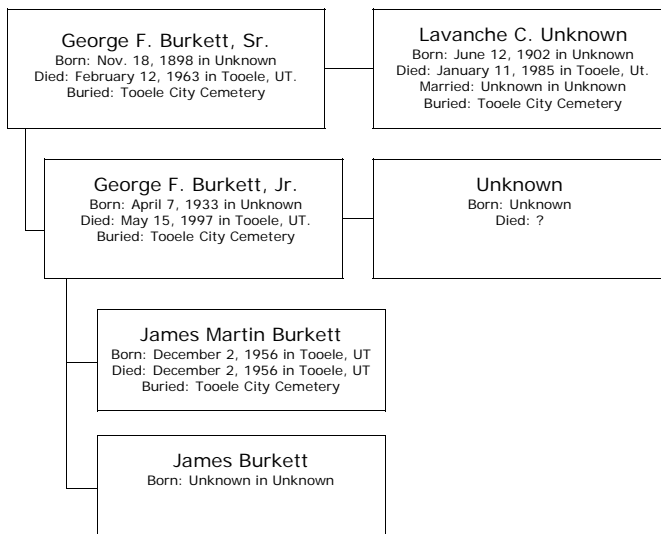 George F. Burkett, Sr.
Born: Nov. 18, 1898 in Unknown
Died: February 12, 1963 in Tooele, UT.
Buried: Tooele City Cemetery
Lavanche C. Unknown
Born: June 12, 1902 in Unknown
Died: January 11, 1985 in Tooele, Ut.
Married: Unknown in Unknown
Buried: Tooele City Cemetery
George F. Burkett, Jr.
Born: April 7, 1933 in Unknown
Died: May 15, 1997 in Tooele, UT.
Buried: Tooele City Cemetery
Unknown
Born: Unknown
Died: ?
James Martin Burkett
Born: December 2, 1956 in Tooele, UT
Died: December 2, 1956 in Tooele, UT
Buried: Tooele City Cemetery
James Burkett
Born: Unknown in Unknown